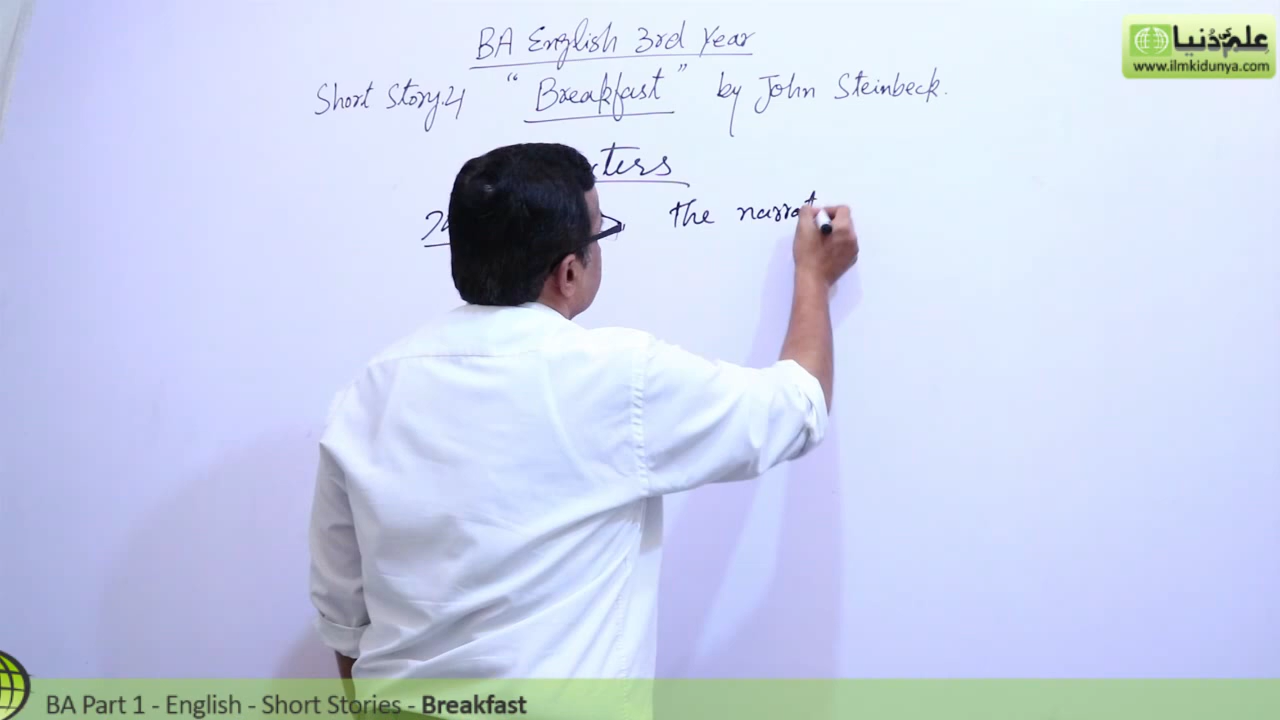 BA English 3rd Year
Short Story.4 “Breakfast” by John Steinbeck.
The narrat
علم کی دُنیا
www.ilmkidunya.com
BA Part 1 - English - Short Stories - Breakfast